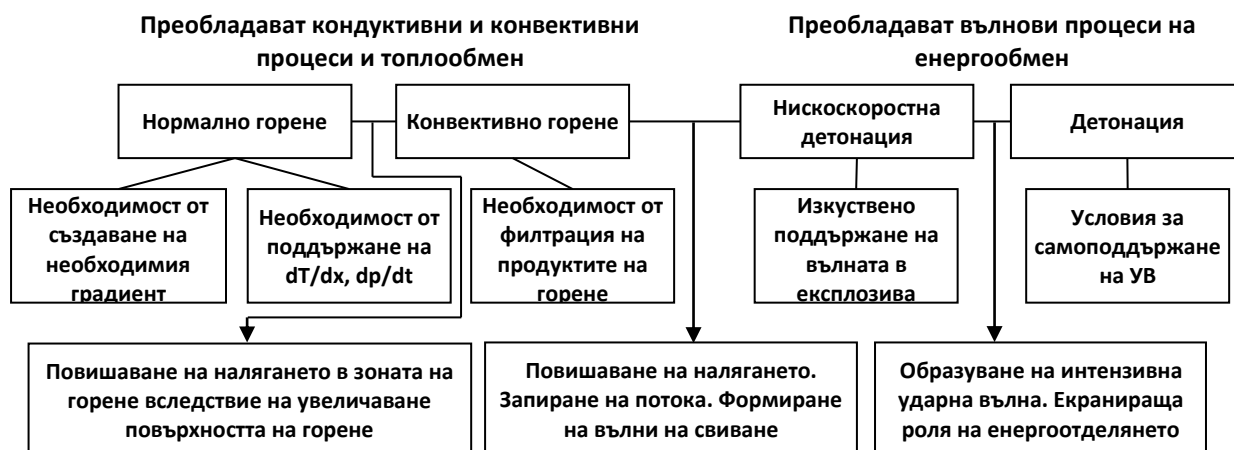 Преобладават кондуктивни и конвективни
процеси и топлообмен
Преобладават вълнови процеси на
енергообмен
Нормално горене
Конвективно горене
Нискоскоростна
детонация
Детонация
Необходимост от
създаване на
необходимия
градиент
Необходимост от
поддържане на
dT/dx, dp/dt
Необходимост от
филтрация на
продуктите на
горене
Изкуствено
поддържане на
вълната в
експлозива
Условия за
самоподдържане
на УВ
Повишаване на налягането в зоната на
горене вследствие на увеличаване
повърхността на горене
Повишаване на налягането.
Запиране на потока. Формиране
на вълни на свиване
Образуване на интензивна
ударна вълна. Екранираща
роля на енергоотделянето